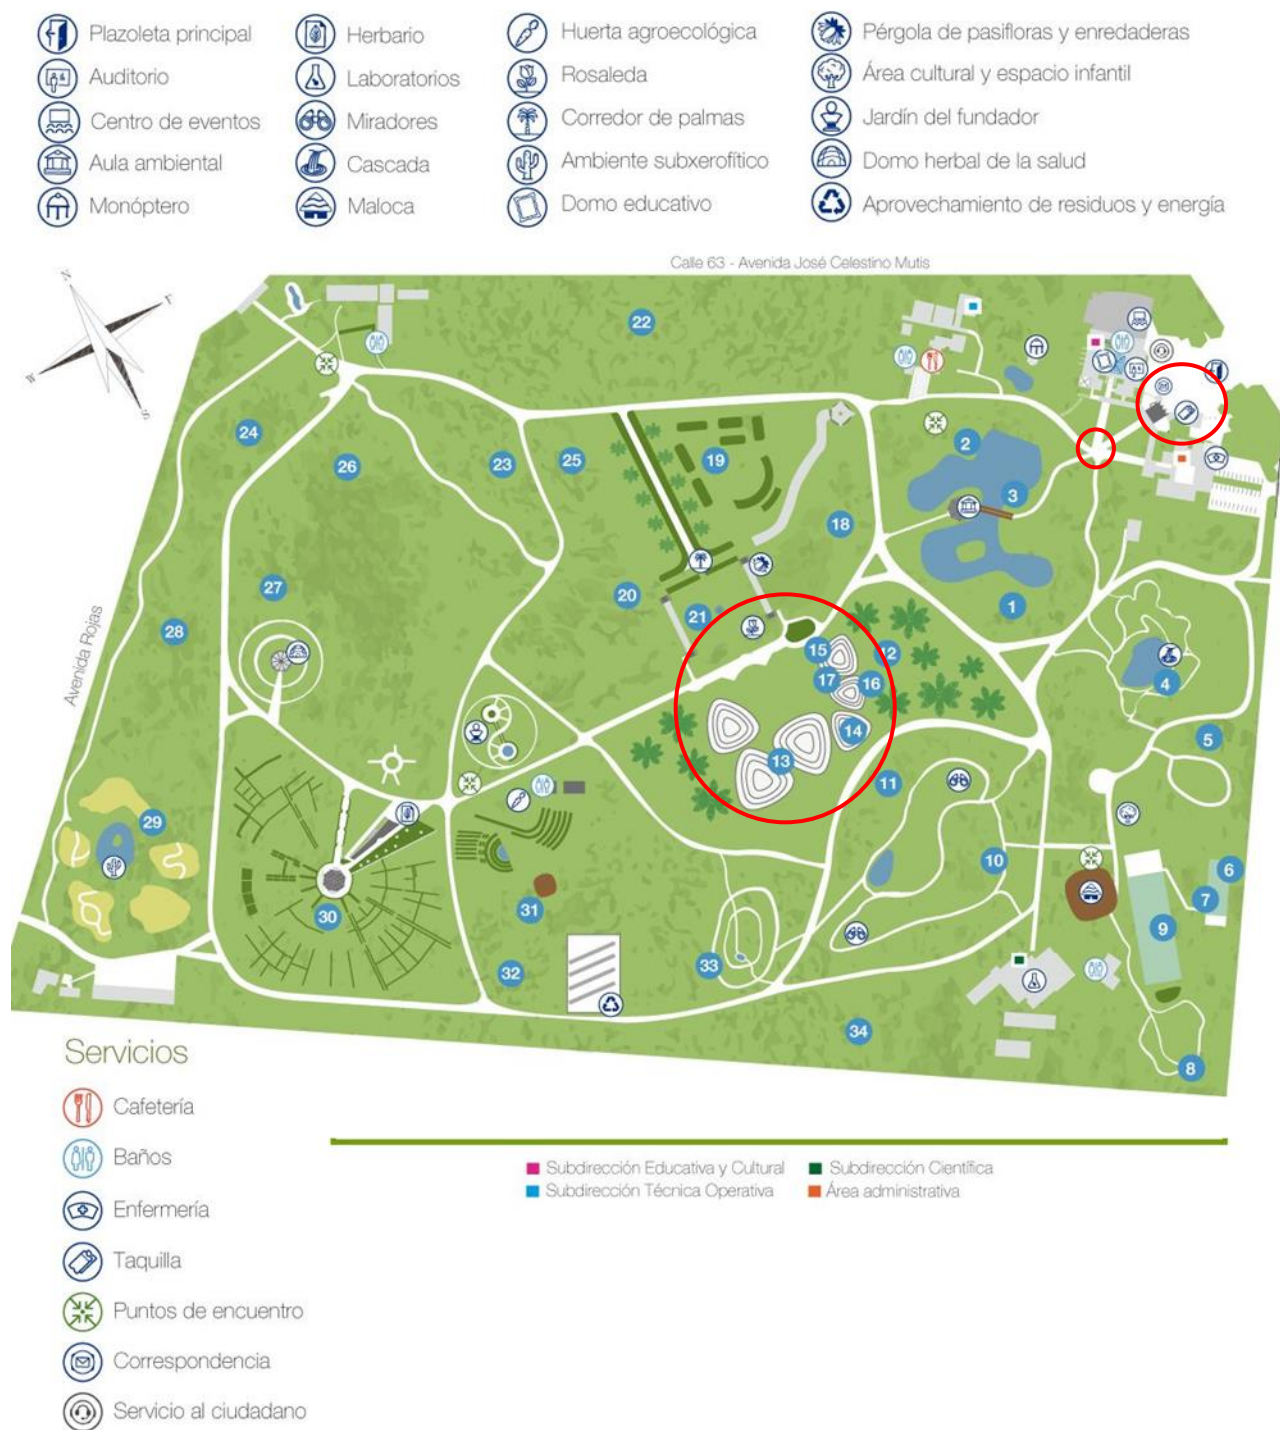 Plazoleta principal
Auditorio
Centro de eventos
Aula ambiental
Monóptero
Herbario
Laboratorios
Miradores
Cascada
Maloca
Huerta agroecológica
Rosaleda
Corredor de palmas
Ambiente subxerofítico
Domo educativo
Pérgola de pasifloras y enredaderas
Área cultural y espacio infantil
Jardín del fundador
Domo herbal de la salud
Aprovechamiento de residuos y energía
Calle 63 - Avenida José Celestino Mutis
22
24
26
23
25
19
2
3
18
27
20
21
1
28
15
12
17
16
4
14
5
13
11
29
10
6
30
31
7
9
32
33
34
8
Avenida Rojas
Servicios
Cafetería
Baños
Enfermería
Taquilla
Puntos de encuentro
Correspondencia
Servicio al ciudadano
Subdirección Educativa y Cultural
Subdirección Técnica Operativa
Subdirección Científica
Área administrativa